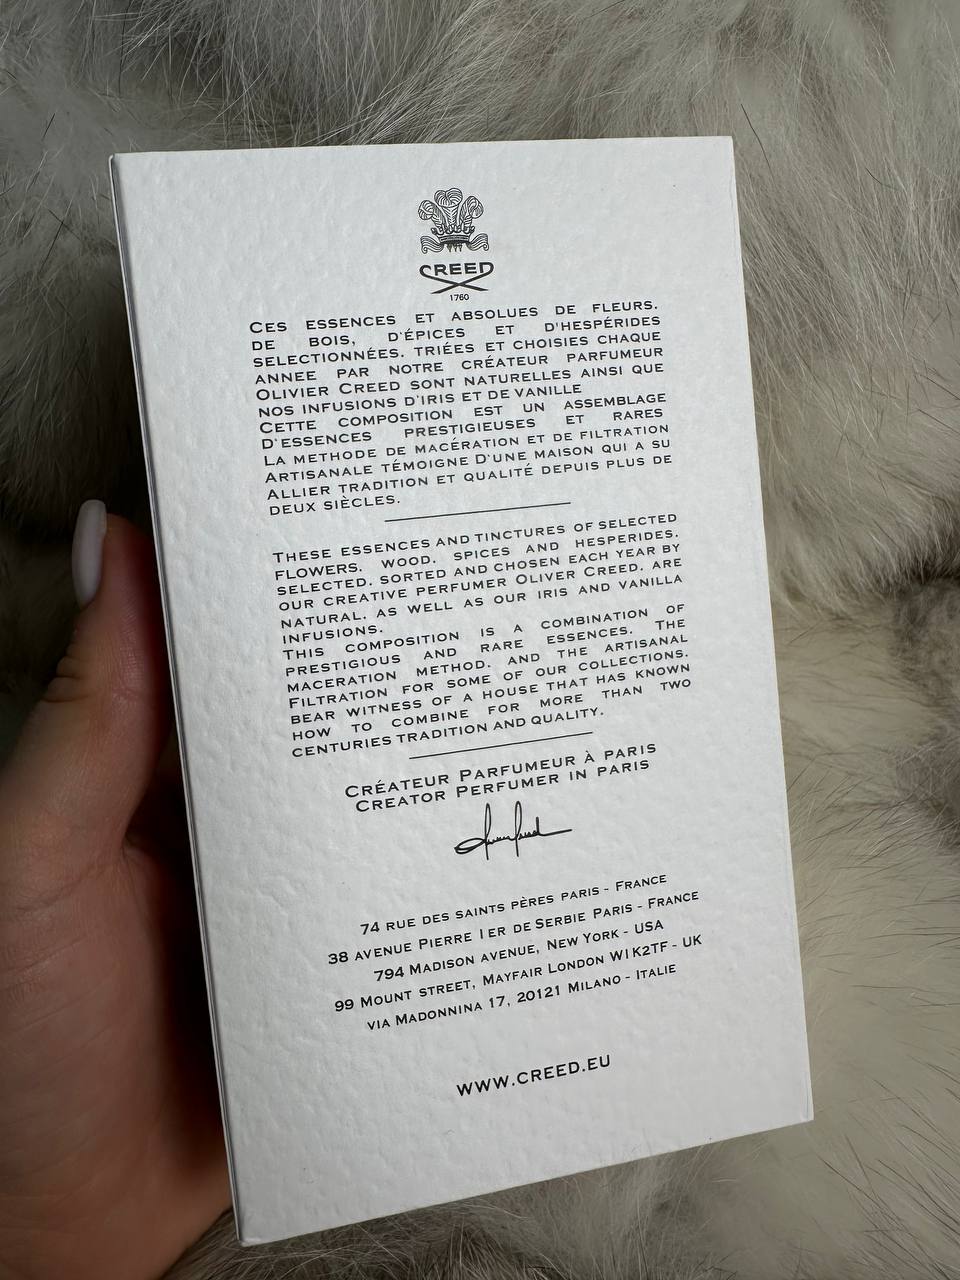 CREED
1760
CES ESSENCES ET ABSOLUES DE FLEURS.
DE BOIS, D'ÉPICES ET D'HESPÉRIDES
SELECTIONNÉES. TRIÉES ET CHOISIES CHAQUE
ANNEE PAR NOTRE CRÉATEUR PARFUMEUR
OLIVIER CREED SONT NATURELLES AINSI QUE
NOS INFUSIONS D'IRIS ET DE VANILLE
CETTE COMPOSITION EST UN ASSEMBLAGE
D'ESSENCES PRESTIGIEUSES ET RARES
LA METHODE DE MACÉRATION ET DE FILTRATION
ARTISANALE TÉMOIGNE D'UNE MAISON QUI A SU
ALLIER TRADITION ET QUALITÉ DEPUIS PLUS DE
DEUX SIÈCLES.
THESE ESSENCES AND TINCTURES OF SELECTED
FLOWERS. WOOD. SPICES AND HESPERIDES.
SELECTED. SORTED AND CHOSEN EACH YEAR BY
OUR CREATIVE PERFUMER OLIVER CREED. ARE
NATURAL. AS WELL AS OUR IRIS AND VANILLA
INFUSIONS.
THIS COMPOSITION IS A COMBINATION OF
PRESTIGIOUS AND RARE ESSENCES. THE
MACERATION METHOD. AND THE ARTISANAL
FILTRATION FOR SOME OF OUR COLLECTIONS.
BEAR WITNESS OF A HOUSE THAT HAS KNOWN
HOW TO COMBINE FOR MORE THAN TWO
CENTURIES TRADITION AND QUALITY.
CRÉATEUR PARFUMEUR À PARIS
CREATOR PERFUMER IN PARIS
74 RUE DES SAINTS PÈRES PARIS - FRANCE
38 AVENUE PIERRE 1ER DE SERBIE PARIS - FRANCE
794 MADISON AVENUE, NEW YORK - USA
99 MOUNT STREET, MAYFAIR LONDON W1K2TF - UK
VIA MADONNINA 17, 20121 MILANO - ITALIE
WWW.CREED.EU